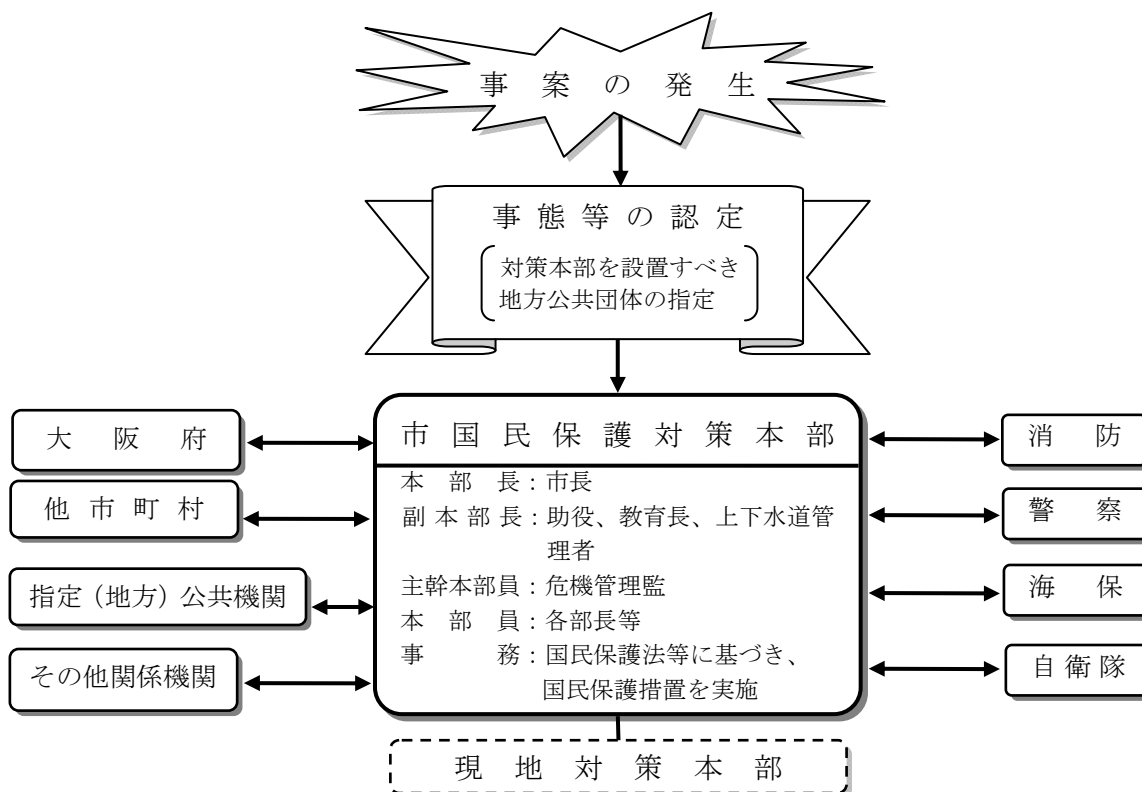 事案の発生
事態等の認定
対策本部を設置すべき
地方公共団体の指定
市国民保護対策本部
本部長：市長
副本部長：助役、教育長、上下水道管
理者
主幹本部員：危機管理監
本部員：各部長等
事務：国民保護法等に基づき、
国民保護措置を実施
大阪府
他市町村
指定（地方）公共機関
その他関係機関
消防
警察
海保
自衛隊
現地対策本部